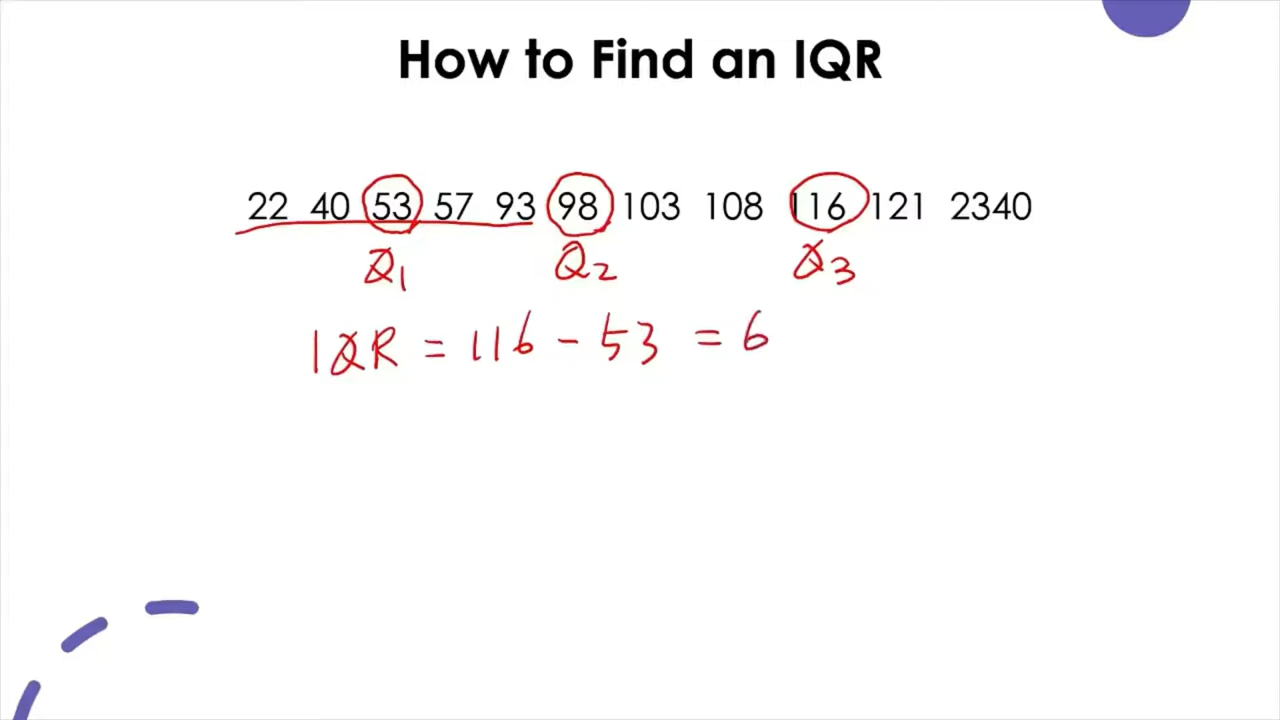 How to Find an IQR
22 40 53 57 93 98 103 108 116 121 2340
Q1 Q2 Q3
IQR = 116 - 53 = 6